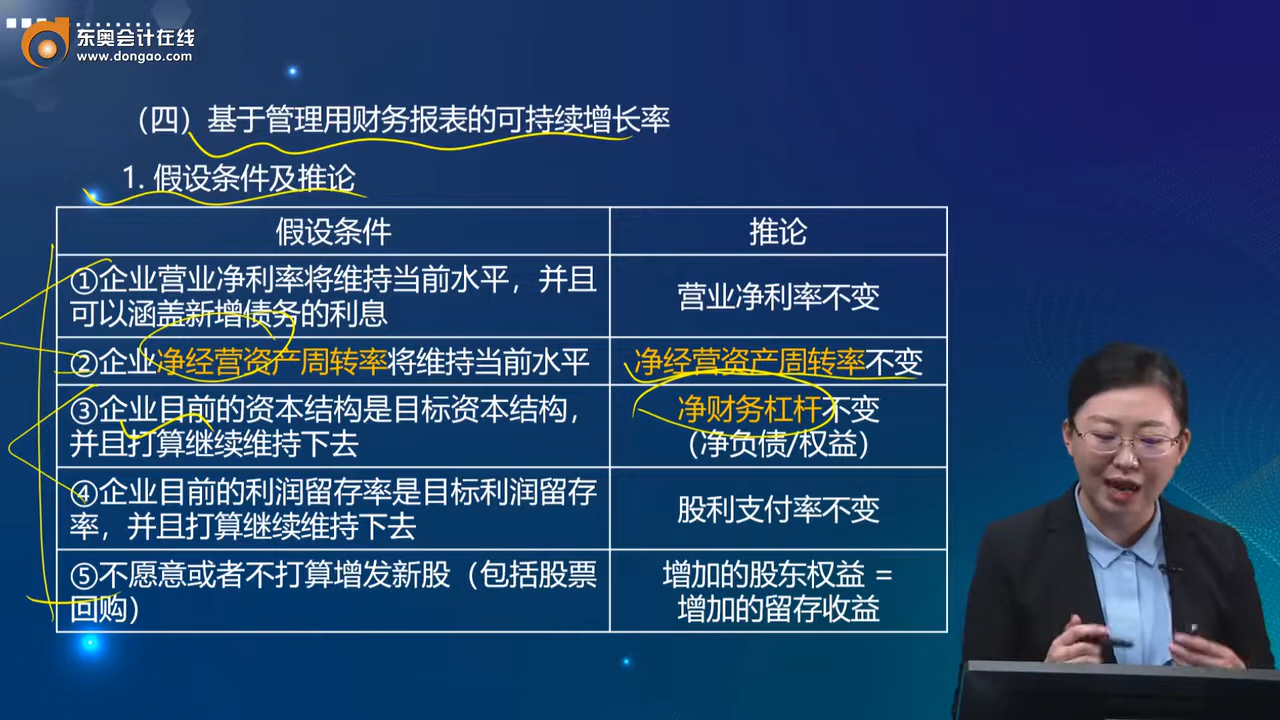 东奥会计在线
www.dongao.com
（四）基于管理用财务报表的可持续增长率
1. 假设条件及推论
假设条件
推论
①企业营业净利率将维持当前水平，并且
可以涵盖新增债务的利息
营业净利率不变
②企业净经营资产周转率将维持当前水平
净经营资产周转率不变
③企业目前的资本结构是目标资本结构，
并且打算继续维持下去
净财务杠杆不变
（净负债/权益）
④企业目前的利润留存率是目标利润留存
率，并且打算继续维持下去
股利支付率不变
⑤不愿意或者不打算增发新股（包括股票
回购）
增加的股东权益 =
增加的留存收益